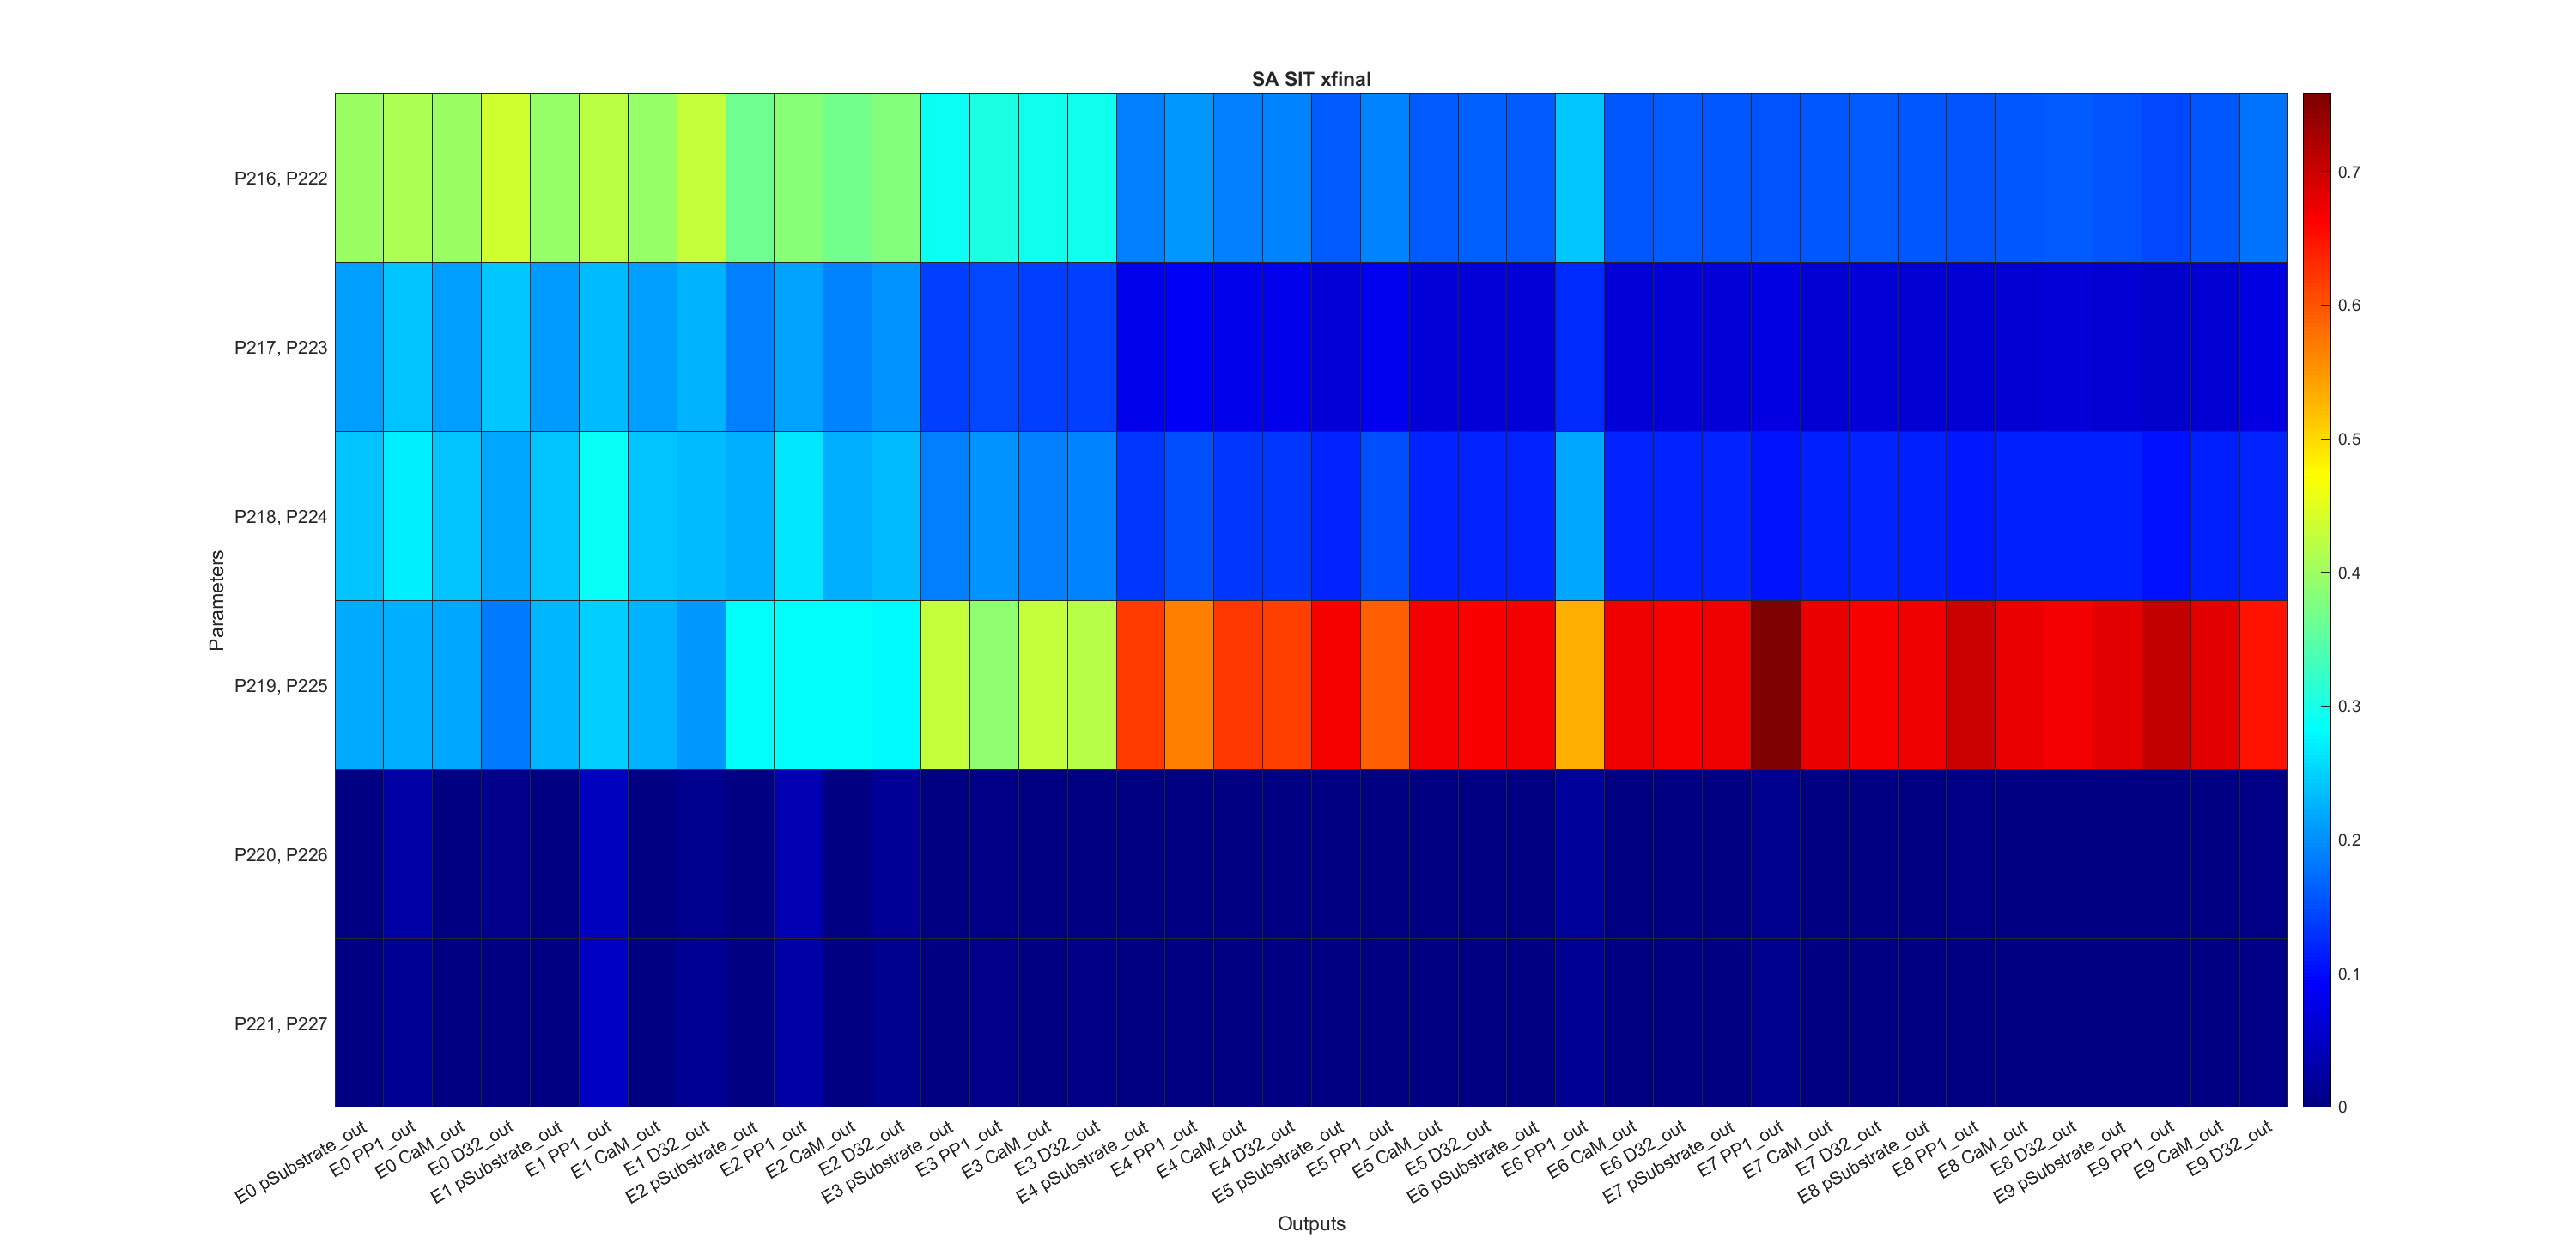 SA SIT xfinal
Parameters
P216, P222
P217, P223
P218, P224
P219, P225
P220, P226
P221, P227
0.7
0.6
0.5
0.4
0.3
0.2
0.1
0
E0 pSubstrate_out
E0 PP1_out
E0 CaM_out
E0 D32_out
E1 pSubstrate_out
E1 PP1_out
E1 CaM_out
E1 D32_out
E2 pSubstrate_out
E2 PP1_out
E2 CaM_out
E2 D32_out
E3 pSubstrate_out
E3 PP1_out
E3 CaM_out
E3 D32_out
E4 pSubstrate_out
E4 PP1_out
E4 CaM_out
E4 D32_out
E5 pSubstrate_out
E5 PP1_out
E5 CaM_out
E5 D32_out
E6 pSubstrate_out
E6 PP1_out
E6 CaM_out
E6 D32_out
E7 pSubstrate_out
E7 PP1_out
E7 CaM_out
E7 D32_out
E8 pSubstrate_out
E8 PP1_out
E8 CaM_out
E8 D32_out
E9 pSubstrate_out
E9 PP1_out
E9 CaM_out
E9 D32_out
Outputs